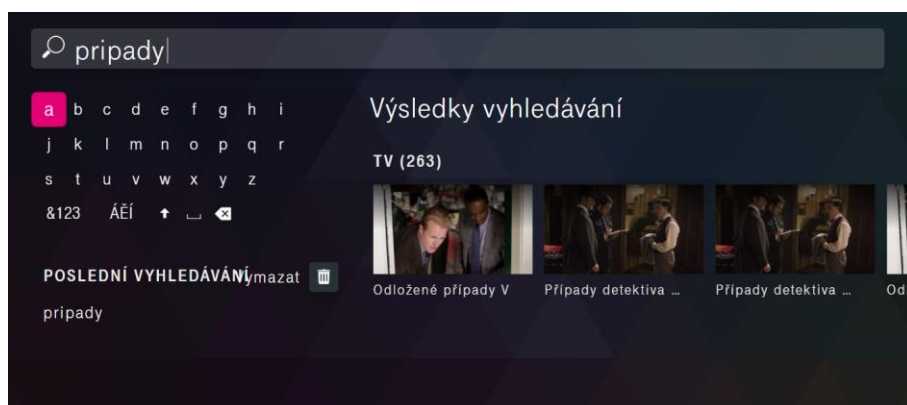 pripady
a b c d e f g h i
j k l m n o p q r
s t u v w x y z
&123 ÁĚÍ
POSLEDNÍ VYHLEDÁVÁNÍ
Vymazat
pripady
Výsledky vyhledávání
TV (263)
Odložené případy V
Případy detektiva ...
Případy detektiva ...
Od